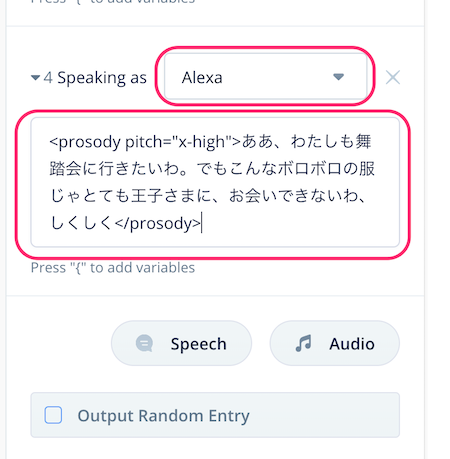 Press "{" to add variables
4 Speaking as
Alexa
<prosody pitch="x-high">ああ、わたしも舞
踏会に行きたいわ。でもこんなボロボロの服
じゃとても王子さまに、お会いできないわ、
しくしく</prosody>
Press "{" to add variables
Speech
Audio
Output Random Entry